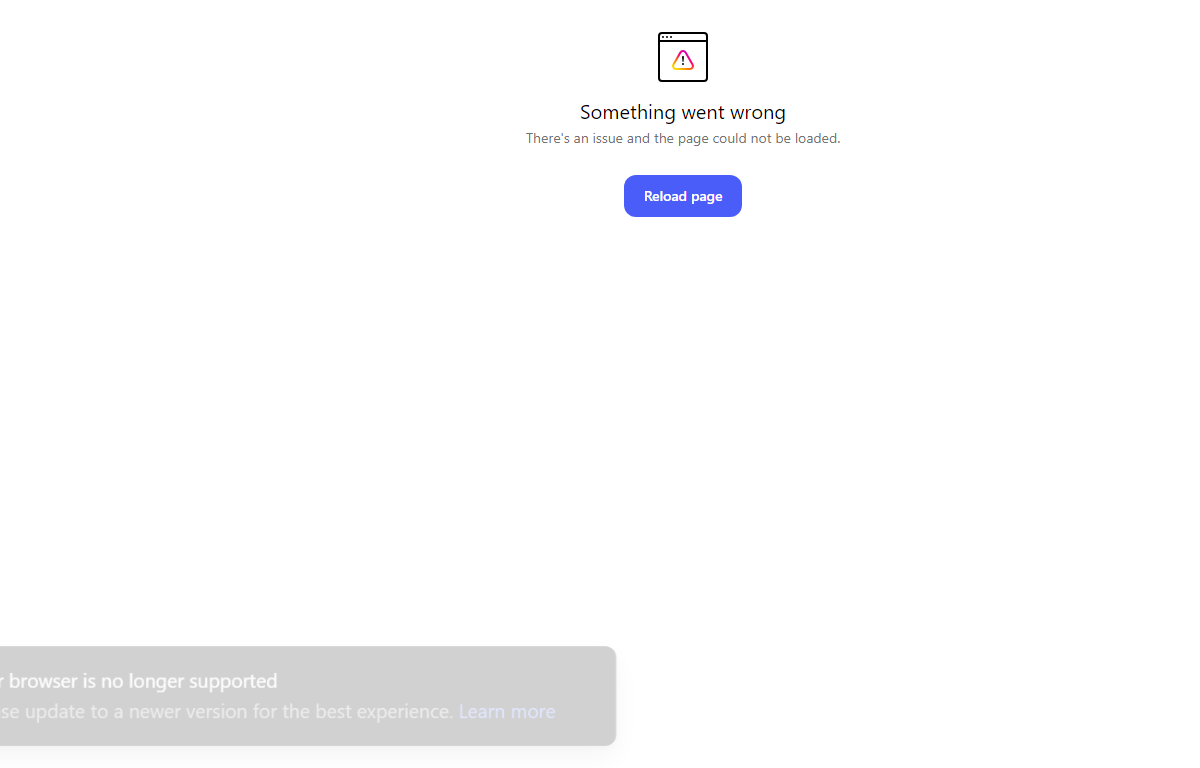 Something went wrong
There's an issue and the page could not be loaded.
Reload page
browser is no longer supported
update to a newer version for the best experience. Learn more